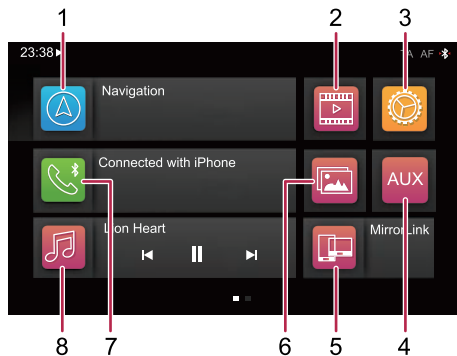 1 2 3
23:38 TA AF
Navigation
Connected with iPhone
AUX
Lion Heart
MirrorLink
8 7 6 5 4